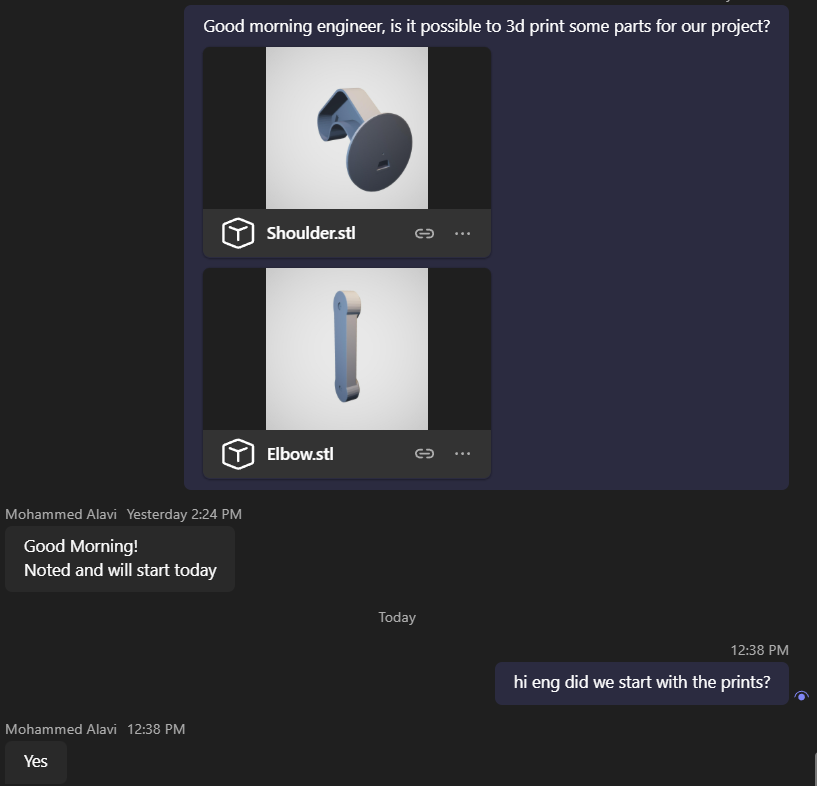 Good morning engineer, is it possible to 3d print some parts for our project?
Shoulder.stl
Elbow.stl
Mohammed Alavi Yesterday 2:24 PM
Good Morning!
Noted and will start today
Today
12:38 PM
hi eng did we start with the prints?
Mohammed Alavi 12:38 PM
Yes